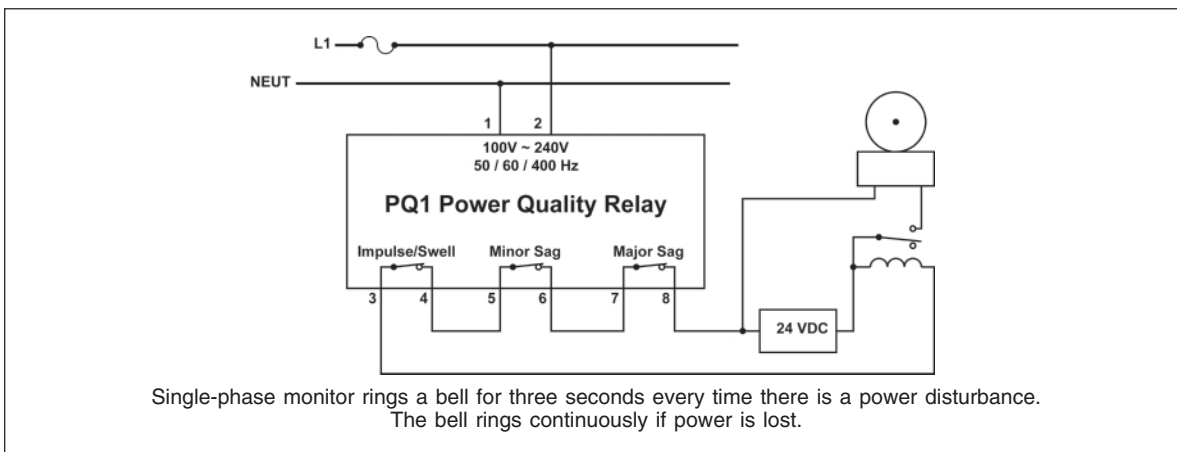 L1
NEUT
1 2
100V ~ 240V
50 / 60 / 400 Hz
PQ1 Power Quality Relay
Impulse/Swell Minor Sag Major Sag
3 4 5 6 7 8
24 VDC
Single-phase monitor rings a bell for three seconds every time there is a power disturbance.
The bell rings continuously if power is lost.